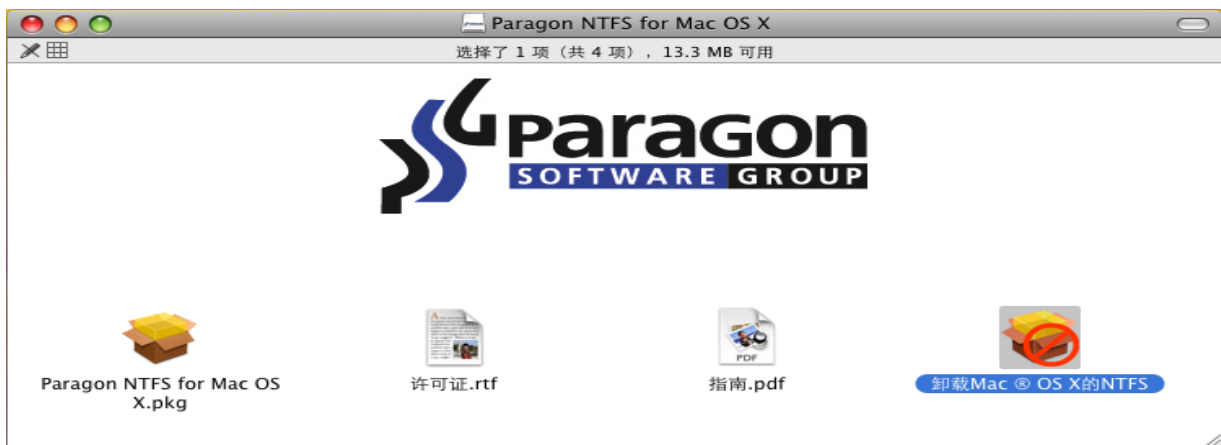 Paragon NTFS for Mac OS X
选择了 1 项（共 4 项）, 13.3 MB 可用
Paragon
SOFTWARE GROUP
PDF
Paragon NTFS for Mac OS
X.pkg
许可证.rtf
指南.pdf
卸载Mac ® OS X的NTFS